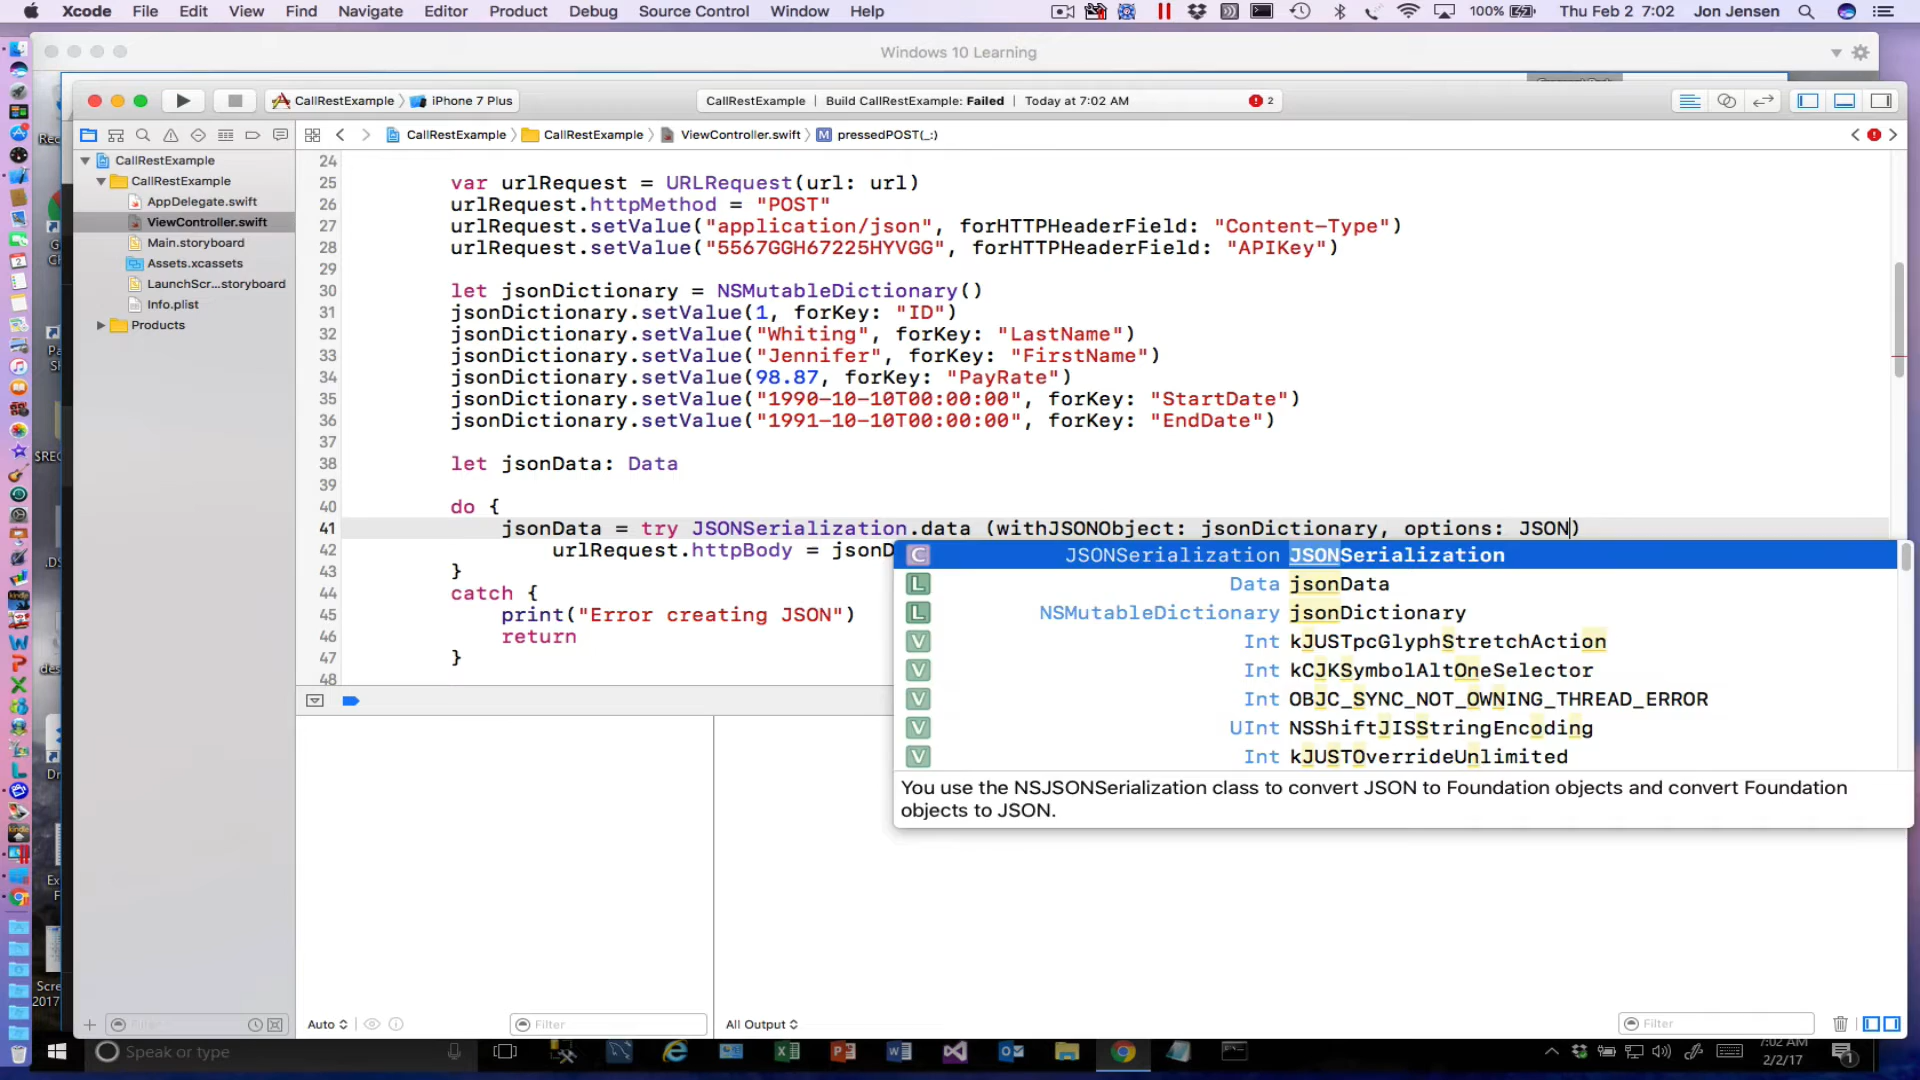 Xcode File Edit View Find Navigate Editor Product Debug Source Control Window Help 100% Thu Feb 2 7:02 Jon Jensen
Windows 10 Learning
CallRestExample iPhone 7 Plus CallRestExample | Build CallRestExample: Failed | Today at 7:02 AM 2
CallRestExample CallRestExample ViewController.swift M pressedPOST(_:)
CallRestExample
CallRestExample
AppDelegate.swift
ViewController.swift
Main.storyboard
Assets.xcassets
LaunchScr...storyboard
Info.plist
Products
24
25 var urlRequest = URLRequest(url: url)
26 urlRequest.httpMethod = "POST"
27 urlRequest.setValue("application/json", forHTTPHeaderField: "Content-Type")
28 urlRequest.setValue("5567GGH67225HYVGG", forHTTPHeaderField: "APIKey")
29
30 let jsonDictionary = NSMutableDictionary()
31 jsonDictionary.setValue(1, forKey: "ID")
32 jsonDictionary.setValue("Whiting", forKey: "LastName")
33 jsonDictionary.setValue("Jennifer", forKey: "FirstName")
34 jsonDictionary.setValue(98.87, forKey: "PayRate")
35 jsonDictionary.setValue("1990-10-10T00:00:00", forKey: "StartDate")
36 jsonDictionary.setValue("1991-10-10T00:00:00", forKey: "EndDate")
37
38 let jsonData: Data
39
40 do {
41 jsonData = try JSONSerialization.data (withJSONObject: jsonDictionary, options: JSON)
42 urlRequest.httpBody = jsonD
43 }
44 catch {
45 print("Error creating JSON")
46 return
47 }
48
C JSONSerialization JSONSerialization
L Data jsonData
L NSMutableDictionary jsonDictionary
V Int kJUSTpcGlyphStretchAction
V Int kCJKSymbolAltOneSelector
V Int OBJC_SYNC_NOT_OWNING_THREAD_ERROR
V UInt NSShiftJISStringEncoding
V Int kJUSTOverrideUnlimited
You use the NSJSONSerialization class to convert JSON to Foundation objects and convert Foundation
objects to JSON.
Filter Auto Filter All Output Filter
Speak or type 7:02 AM
2/2/17